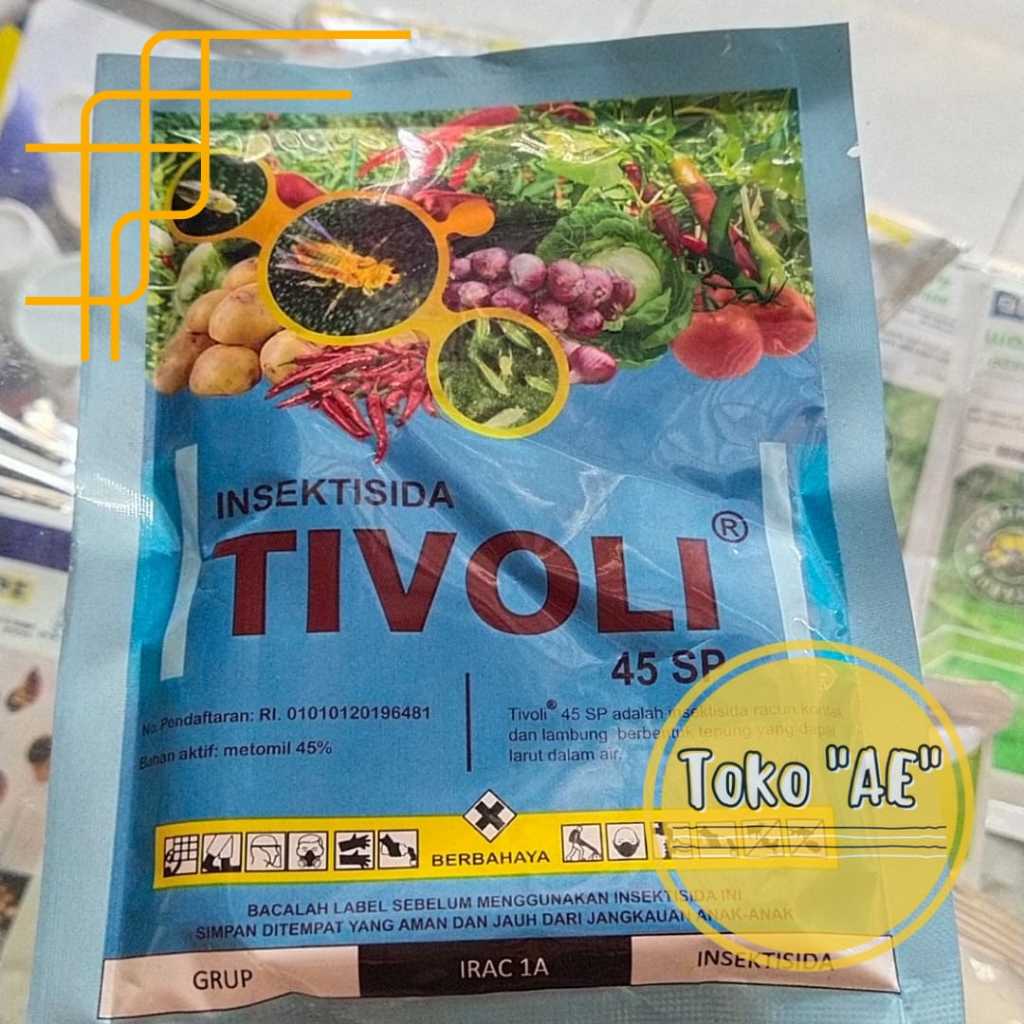 INSEKTISIDA
TIVOLI®
45 SP
No. Pendaftaran: RI. 01010120196481
Bahan aktif: metomil 45%
Tivoli® 45 SP adalah insektisida racun kontak
dan lambung berbentuk tepung yang dapat
larut dalam air.
Toko "AE"
BERBAHAYA
BACALAH LABEL SEBELUM MENGGUNAKAN INSEKTISIDA INI
SIMPAN DITEMPAT YANG AMAN DAN JAUH DARI JANGKAUAN ANAK-ANAK
GRUP IRAC 1A INSEKTISIDA